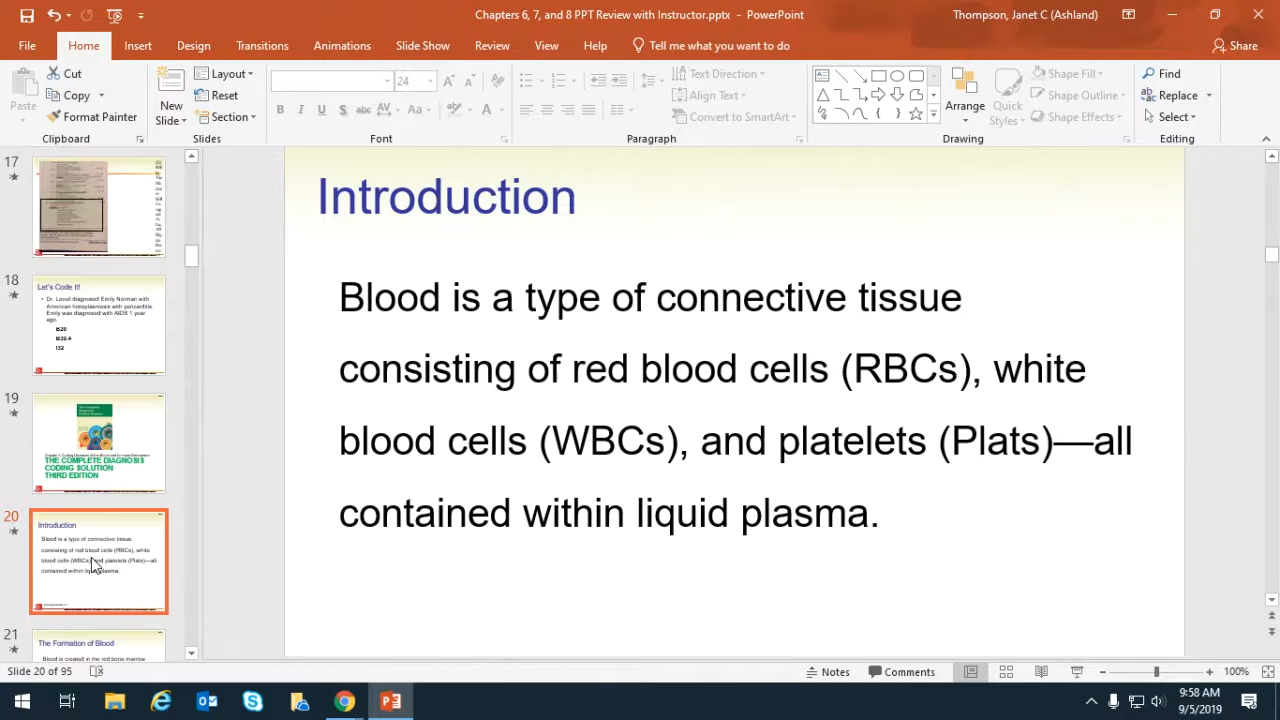 Chapters 6, 7, and 8 PPT Review with Instructor.pptx - PowerPoint
Thompson, Janet C (Ashland)
File Home Insert Design Transitions Animations Slide Show Review View Help Tell me what you want to do Share
Paste
Cut
Copy
Format Painter
Clipboard
New Slide
Layout
Reset
Section
Slides
24
Font
Text Direction
Align Text
Convert to SmartArt
Paragraph
Arrange
Quick Styles
Shape Fill
Shape Outline
Shape Effects
Drawing
Find
Replace
Select
Editing
17
18
Let's Code It!
• Dr. Lovell diagnosed Emily Norman with
American histoplasmosis with pericarditis.
Emily was diagnosed with AIDS 1 year
ago.
B20
I32
19
THE COMPLETE DIAGNOSIS
CODING SOLUTION
THIRD EDITION
20
Introduction
Blood is a type of connective tissue
consisting of red blood cells (RBCs), white
blood cells (WBCs), and platelets (Plats)—all
contained within liquid plasma.
21
The Formation of Blood
Blood is created in the red bone marrow
Introduction
Blood is a type of connective tissue
consisting of red blood cells (RBCs), white
blood cells (WBCs), and platelets (Plats)—all
contained within liquid plasma.
Slide 20 of 95
Notes
Comments
100%
9:58 AM
9/5/2019